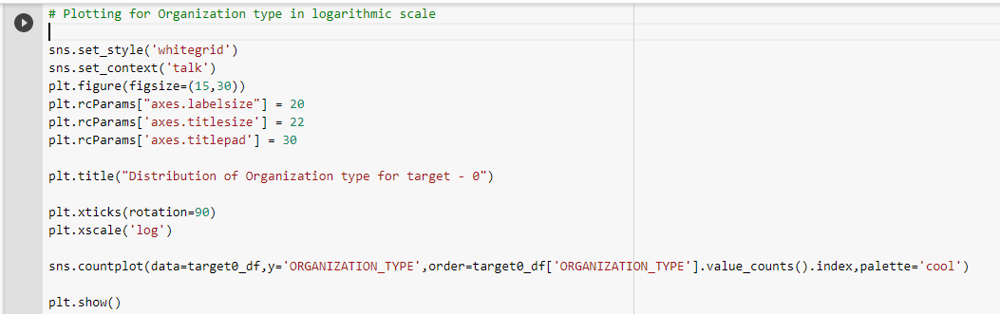 # Plotting for Organization type in logarithmic scale
sns.set_style('whitegrid')
sns.set_context('talk')
plt.figure(figsize=(15,30))
plt.rcParams["axes.labelsize"] = 20
plt.rcParams['axes.titlesize'] = 22
plt.rcParams['axes.titlepad'] = 30
plt.title("Distribution of Organization type for target - 0")
plt.xticks(rotation=90)
plt.xscale('log')
sns.countplot(data=target0_df,y='ORGANIZATION_TYPE',order=target0_df['ORGANIZATION_TYPE'].value_counts().index,palette='cool')
plt.show()